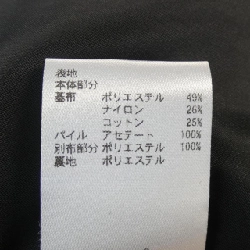 表地
本体部分
基布 ポリエステル 49%
ナイロン 26%
コットン 25%
パイル アセテート 100%
別布部分 ポリエステル 100%
裏地 ポリエステル